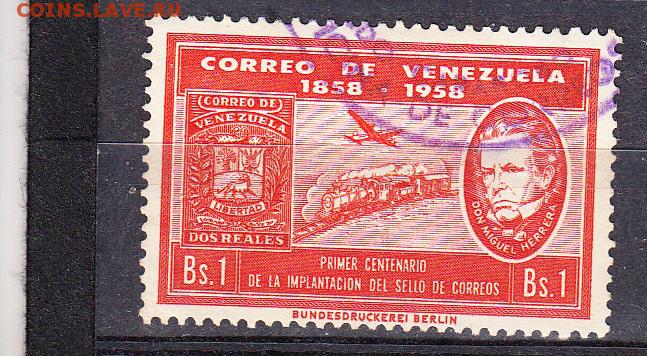 COINS.LAVE.RU
CORREO DE VENEZUELA
1858 - 1958
CORREO DE
VENEZUELA
LIBERTAD
DOS REALES
DON MIGUEL HERRERA
Bs.1
PRIMER CENTENARIO
DE LA IMPLANTACION DEL SELLO DE CORREOS
Bs.1
BUNDESDRUCKEREI BERLIN
DE